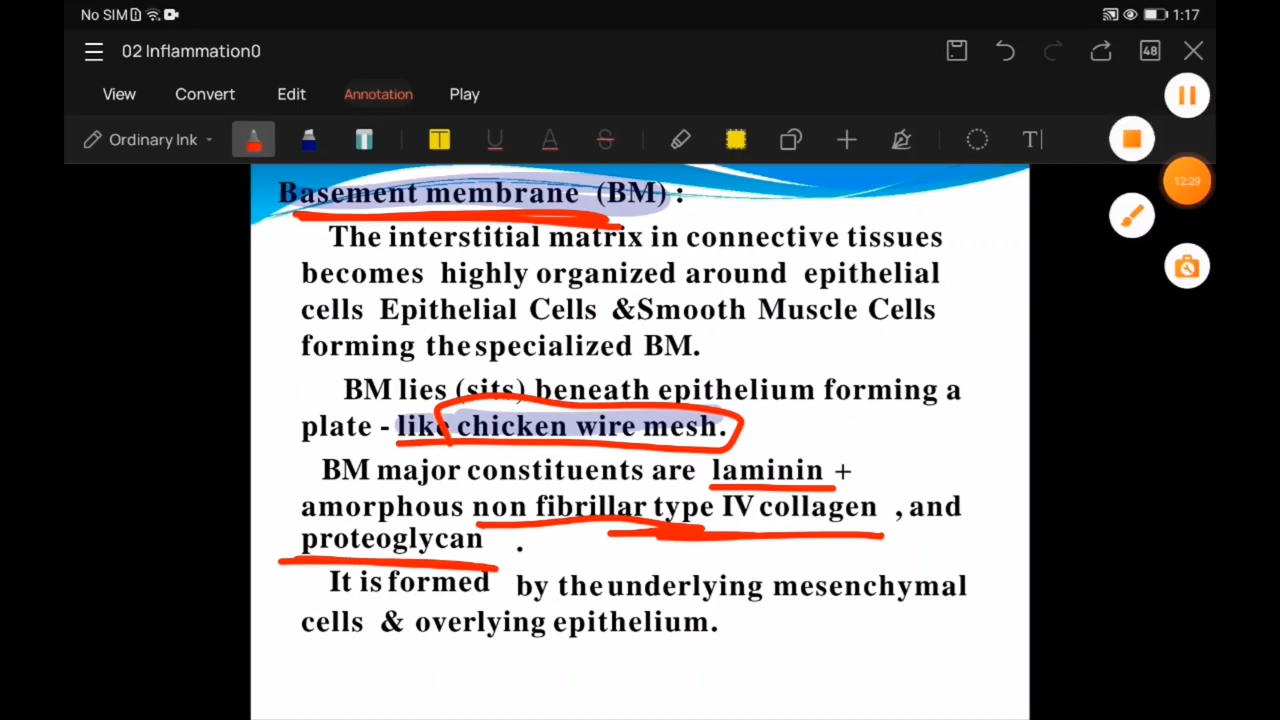 No SIM 1:17
02 Inflammation0 48
View Convert Edit Annotation Play
Ordinary Ink T T U A S T
12:29
Basement membrane (BM) :
The interstitial matrix in connective tissues
becomes highly organized around epithelial
cells Epithelial Cells &Smooth Muscle Cells
forming the specialized BM.
BM lies (sits) beneath epithelium forming a
plate - like chicken wire mesh.
BM major constituents are laminin +
amorphous non fibrillar type IV collagen , and
proteoglycan .
It is formed by the underlying mesenchymal
cells & overlying epithelium.